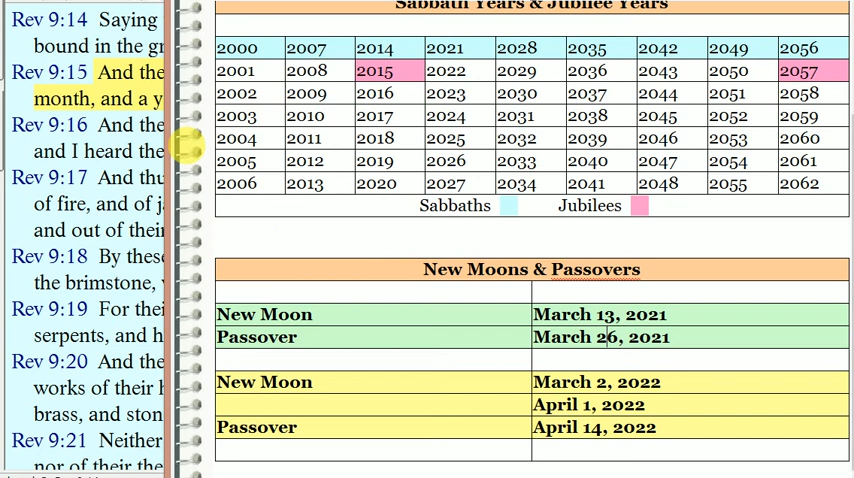 Rev 9:14 Saying
bound in the
Rev 9:15 And the
month, and a y
Rev 9:16 And the
and I heard the
Rev 9:17 And thu
of fire, and of
and out of their
Rev 9:18 By these
the brimstone,
Rev 9:19 For thei
serpents, and h
Rev 9:20 And the
works of their
brass, and ston
Rev 9:21 Neither
nor of their the
Sabbath Years & Jubilee Years
2000 2007 2014 2021 2028 2035 2042 2049 2056
2001 2008 2015 2022 2029 2036 2043 2050 2057
2002 2009 2016 2023 2030 2037 2044 2051 2058
2003 2010 2017 2024 2031 2038 2045 2052 2059
2004 2011 2018 2025 2032 2039 2046 2053 2060
2005 2012 2019 2026 2033 2040 2047 2054 2061
2006 2013 2020 2027 2034 2041 2048 2055 2062
Sabbaths Jubilees
New Moons & Passovers
New Moon March 13, 2021
Passover March 26, 2021
New Moon March 2, 2022
April 1, 2022
Passover April 14, 2022